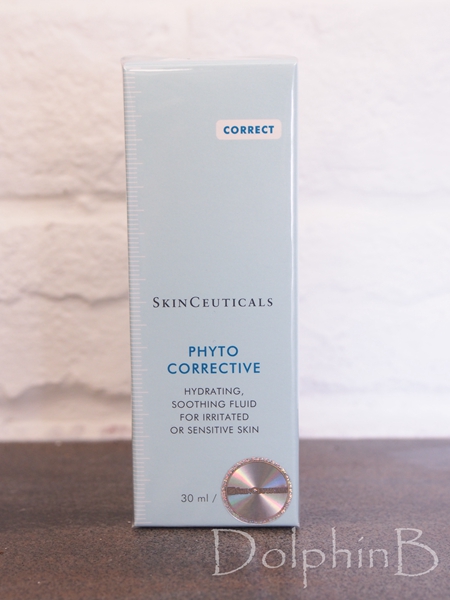 CORRECT
SKINCEUTICALS
PHYTO
CORRECTIVE
HYDRATING,
SOOTHING FLUID
FOR IRRITATED
OR SENSITIVE SKIN
30 ml /
DolphinB